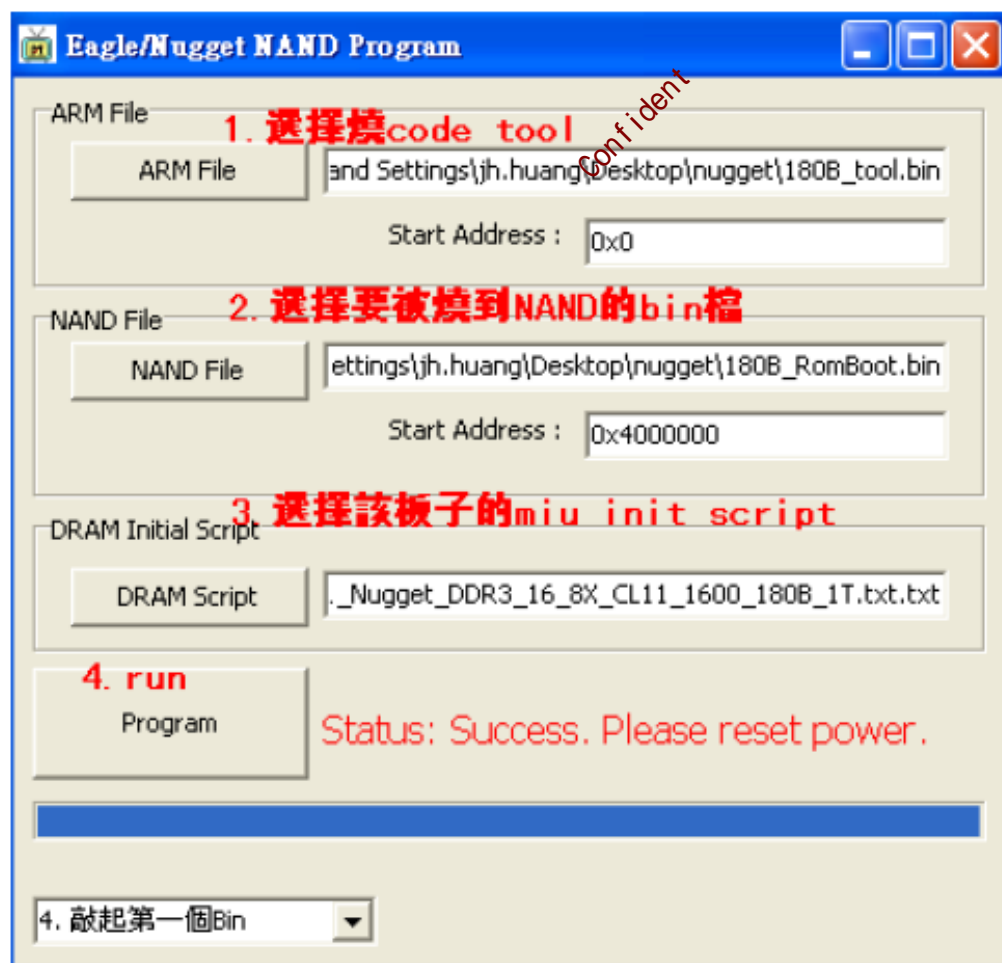 Eagle/Nugget NAND Program
Confident
ARM File
1. 選擇燒code tool
ARM File
and Settings\jh.huang\Desktop\nugget\180B_tool.bin
Start Address :
0x0
2. 選擇要被燒到NAND的bin檔
NAND File
NAND File
ettings\jh.huang\Desktop\nugget\180B_RomBoot.bin
Start Address :
0x4000000
3. 選擇該板子的miu init script
DRAM Initial Script
DRAM Script
._Nugget_DDR3_16_8X_CL11_1600_180B_1T.txt.txt
4. run
Program
Status: Success. Please reset power.
4. 敲起第一個Bin